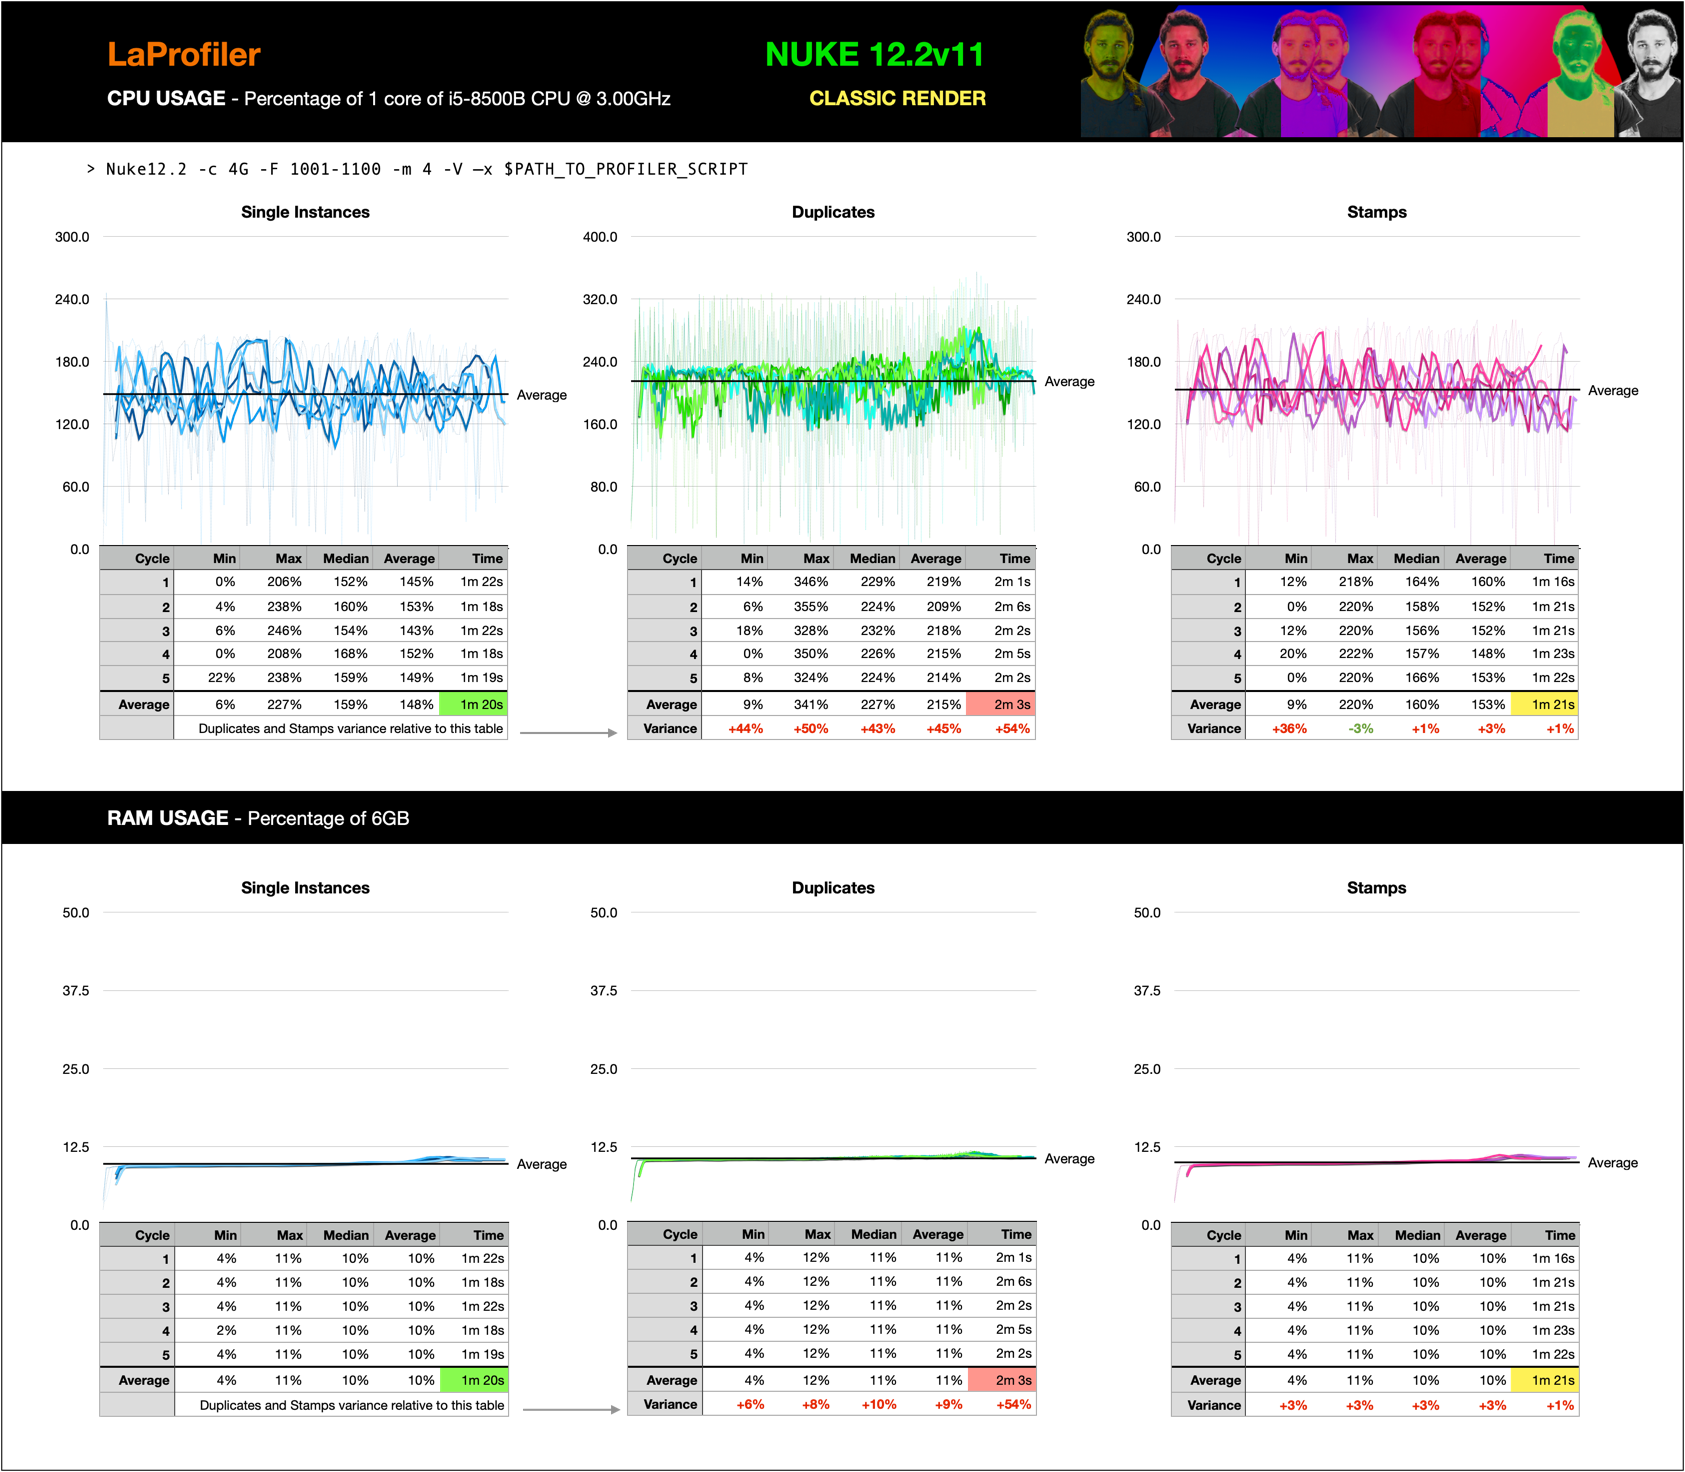 LaProfiler
NUKE 12.2v11
CPU USAGE - Percentage of 1 core of i5-8500B CPU @ 3.00GHz
CLASSIC RENDER
> Nuke12.2 -c 4G -F 1001-1100 -m 4 -V —x $PATH_TO_PROFILER_SCRIPT
Single Instances
300.0
240.0
180.0
120.0
60.0
0.0
Average
Cycle Min Max Median Average Time
1 0% 206% 152% 145% 1m 22s
2 4% 238% 160% 153% 1m 18s
3 6% 246% 154% 143% 1m 22s
4 0% 208% 168% 152% 1m 18s
5 22% 238% 159% 149% 1m 19s
Average 6% 227% 159% 148% 1m 20s
Duplicates and Stamps variance relative to this table
Duplicates
400.0
320.0
240.0
160.0
80.0
0.0
Average
Cycle Min Max Median Average Time
1 14% 346% 229% 219% 2m 1s
2 6% 355% 224% 209% 2m 6s
3 18% 328% 232% 218% 2m 2s
4 0% 350% 226% 215% 2m 5s
5 8% 324% 224% 214% 2m 2s
Average 9% 341% 227% 215% 2m 3s
Variance +44% +50% +43% +45% +54%
Stamps
300.0
240.0
180.0
120.0
60.0
0.0
Average
Cycle Min Max Median Average Time
1 12% 218% 164% 160% 1m 16s
2 0% 220% 158% 152% 1m 21s
3 12% 220% 156% 152% 1m 21s
4 20% 222% 157% 148% 1m 23s
5 0% 220% 166% 153% 1m 22s
Average 9% 220% 160% 153% 1m 21s
Variance +36% -3% +1% +3% +1%
RAM USAGE - Percentage of 6GB
Single Instances
50.0
37.5
25.0
12.5
0.0
Average
Cycle Min Max Median Average Time
1 4% 11% 10% 10% 1m 22s
2 4% 11% 10% 10% 1m 18s
3 4% 11% 10% 10% 1m 22s
4 2% 11% 10% 10% 1m 18s
5 4% 11% 10% 10% 1m 19s
Average 4% 11% 10% 10% 1m 20s
Duplicates and Stamps variance relative to this table
Duplicates
50.0
37.5
25.0
12.5
0.0
Average
Cycle Min Max Median Average Time
1 4% 12% 11% 11% 2m 1s
2 4% 12% 11% 11% 2m 6s
3 4% 12% 11% 11% 2m 2s
4 4% 12% 11% 11% 2m 5s
5 4% 12% 11% 11% 2m 2s
Average 4% 12% 11% 11% 2m 3s
Variance +6% +8% +10% +9% +54%
Stamps
50.0
37.5
25.0
12.5
0.0
Average
Cycle Min Max Median Average Time
1 4% 11% 10% 10% 1m 16s
2 4% 11% 10% 10% 1m 21s
3 4% 11% 10% 10% 1m 21s
4 4% 11% 10% 10% 1m 23s
5 4% 11% 10% 10% 1m 22s
Average 4% 11% 10% 10% 1m 21s
Variance +3% +3% +3% +3% +1%